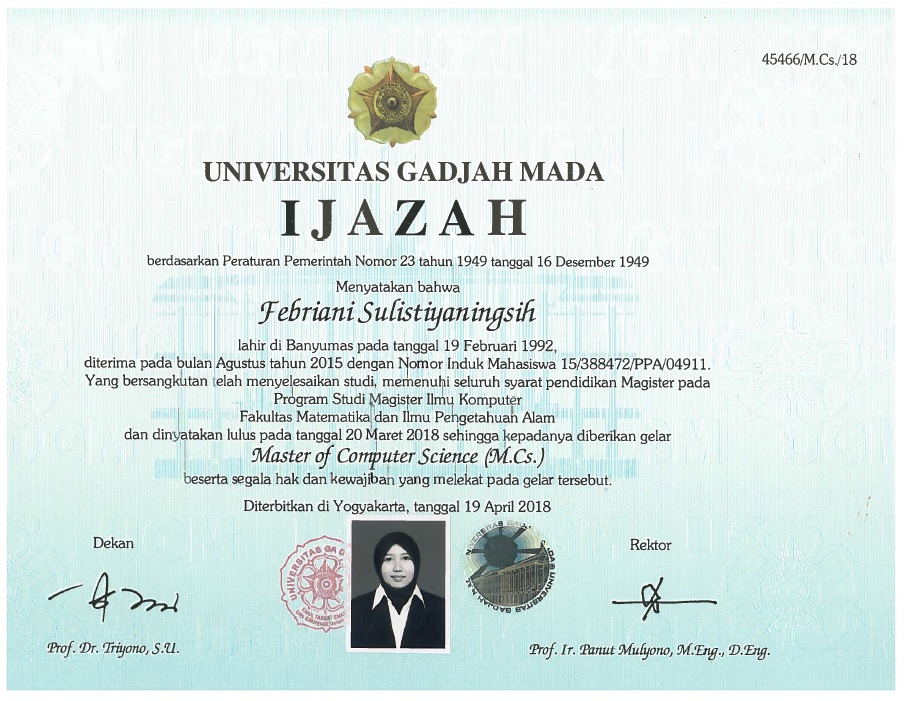 45466/M.Cs./18
UNIVERSITAS GADJAH MADA
IJAZAH
berdasarkan Peraturan Pemerintah Nomor 23 tahun 1949 tanggal 16 Desember 1949
Menyatakan bahwa
Febriani Sulistiyaningsih
lahir di Banyumas pada tanggal 19 Februari 1992,
diterima pada bulan Agustus tahun 2015 dengan Nomor Induk Mahasiswa 15/388472/PPA/04911.
Yang bersangkutan telah menyelesaikan studi, memenuhi seluruh syarat pendidikan Magister pada
Program Studi Magister Ilmu Komputer
Fakultas Matematika dan Ilmu Pengetahuan Alam
dan dinyatakan lulus pada tanggal 20 Maret 2018 sehingga kepadanya diberikan gelar
Master of Computer Science (M.Cs.)
beserta segala hak dan kewajiban yang melekat pada gelar tersebut.
Diterbitkan di Yogyakarta, tanggal 19 April 2018
Dekan
Rektor
UNIVERSITAS GAD
Prof. Dr. Triyono, S.U.
Prof. Ir. Panut Mulyono, M.Eng., D.Eng.